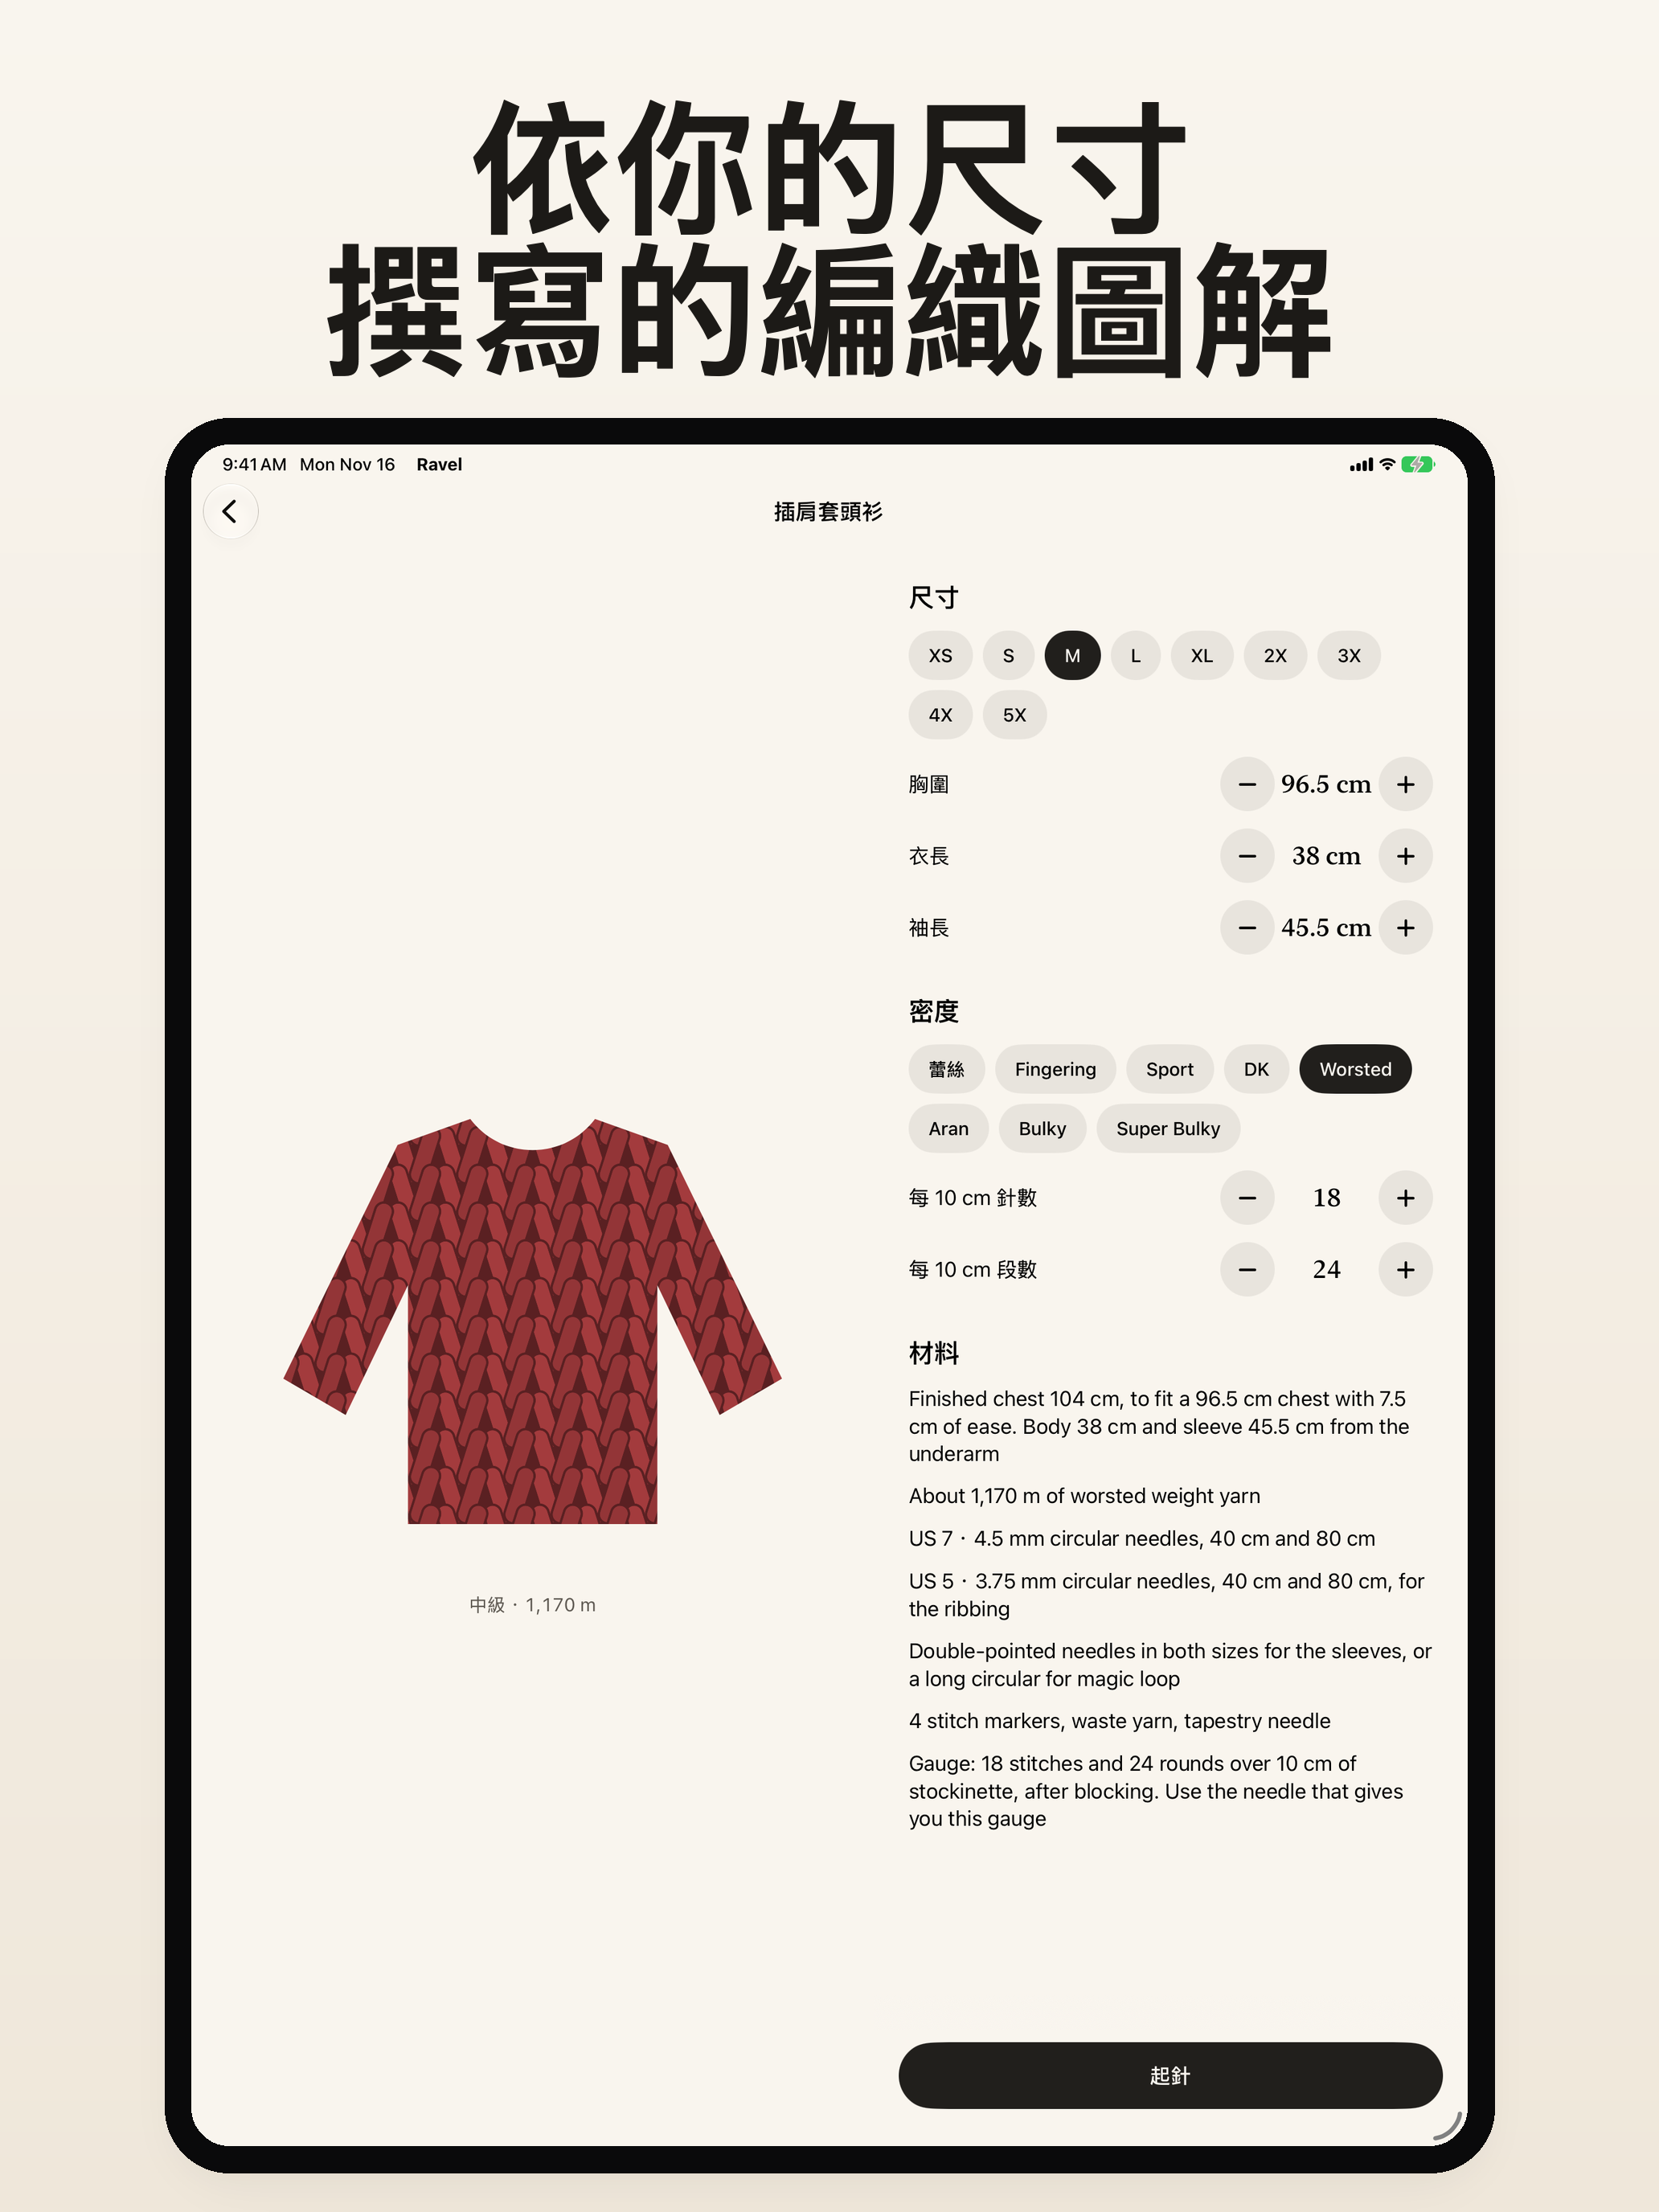 依你的尺寸
撰寫的編織圖解
9:41 AM Mon Nov 16 Ravel
插肩套頭衫
尺寸
XS S M L XL 2X 3X
4X 5X
胸圍 − 96.5 cm +
衣長 − 38 cm +
袖長 − 45.5 cm +
密度
蕾絲 Fingering Sport DK Worsted
Aran Bulky Super Bulky
每 10 cm 針數 − 18 +
每 10 cm 段數 − 24 +
材料
Finished chest 104 cm, to fit a 96.5 cm chest with 7.5
cm of ease. Body 38 cm and sleeve 45.5 cm from the
underarm
About 1,170 m of worsted weight yarn
US 7 · 4.5 mm circular needles, 40 cm and 80 cm
US 5 · 3.75 mm circular needles, 40 cm and 80 cm, for
the ribbing
Double-pointed needles in both sizes for the sleeves, or
a long circular for magic loop
4 stitch markers, waste yarn, tapestry needle
Gauge: 18 stitches and 24 rounds over 10 cm of
stockinette, after blocking. Use the needle that gives
you this gauge
中級 · 1,170 m
起針